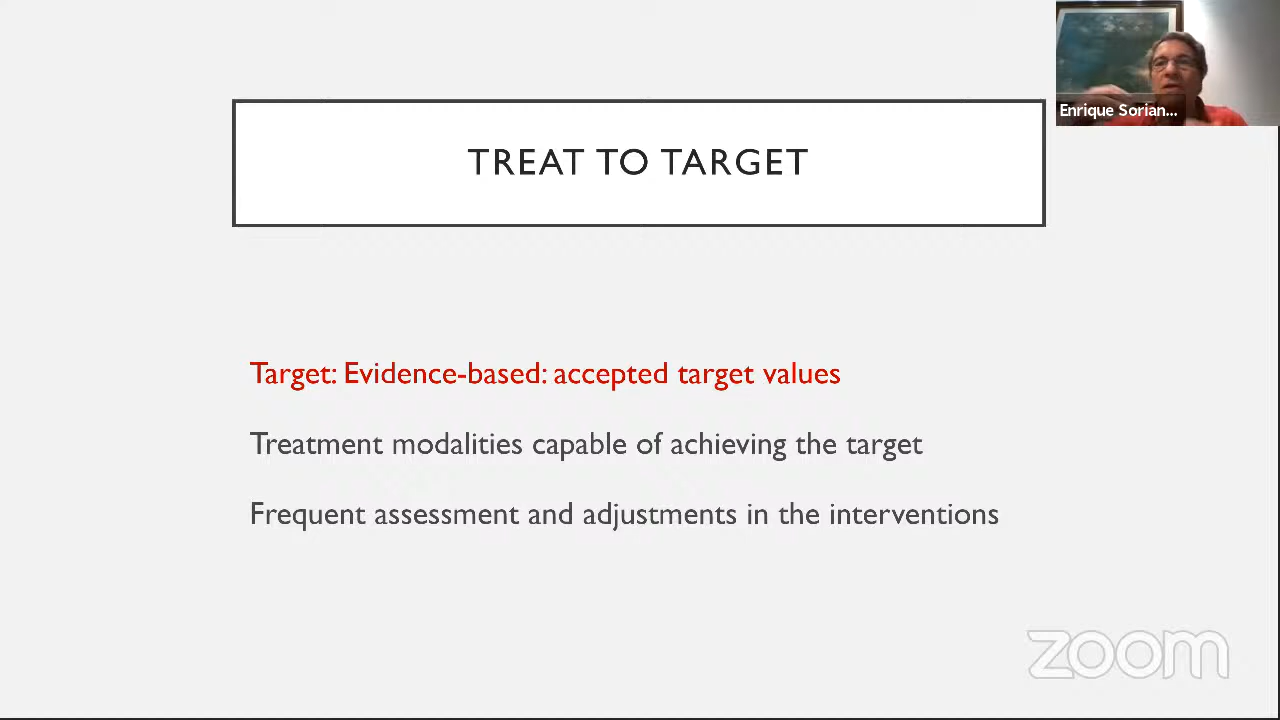 Enrique Sorian...
TREAT TO TARGET
Target: Evidence-based: accepted target values
Treatment modalities capable of achieving the target
Frequent assessment and adjustments in the interventions
zoom